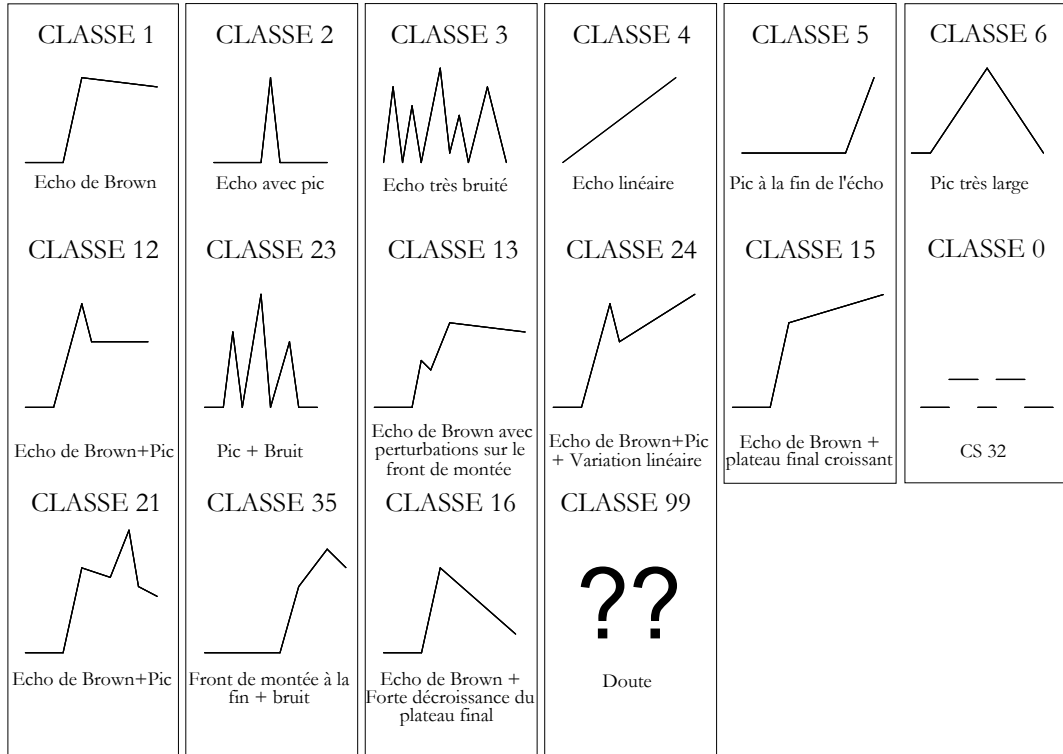 CLASSE 1
CLASSE 2
CLASSE 3
CLASSE 4
CLASSE 5
CLASSE 6
Echo de Brown
Echo avec pic
Echo très bruité
Echo linéaire
Pic à la fin de l'écho
Pic très large
CLASSE 12
CLASSE 23
CLASSE 13
CLASSE 24
CLASSE 15
CLASSE 0
Echo de Brown+Pic
Pic + Bruit
Echo de Brown avec
perturbations sur le
front de montée
Echo de Brown+Pic
+ Variation linéaire
Echo de Brown +
plateau final croissant
CS 32
CLASSE 21
CLASSE 35
CLASSE 16
CLASSE 99
??
Echo de Brown+Pic
Front de montée à la
fin + bruit
Echo de Brown +
Forte décroissance du
plateau final
Doute